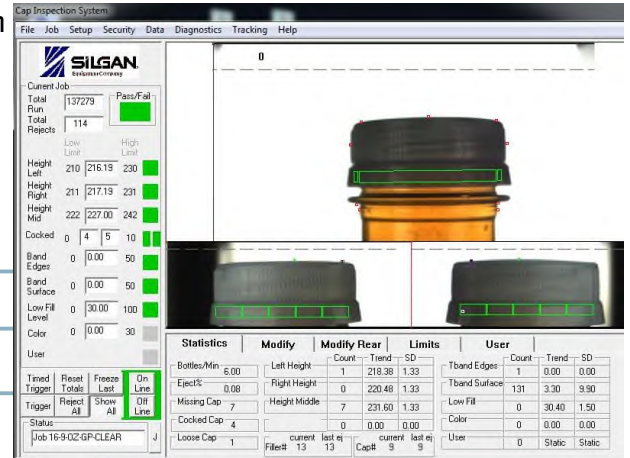 n
Cap Inspection System
File Job Setup Security Data Diagnostics Tracking Help
SILGAN
Equipment Company
Current Job
Total Run 137279
Pass/Fail
Total Rejects 114
Low Limit High Limit
Height Left 210 216.19 230
Height Right 211 217.19 231
Height Mid 222 227.00 242
Cocked 0 4 5 10
Band Edges 0 0.00 50
Band Surface 0 0.00 50
Low Fill Level 0 30.00 100
Color 0 0.00 30
User
Timed Trigger Reset Totals Freeze Last On Line
Trigger Reject All Show All Off Line
Status
Job 16-9-OZ-GP-CLEAR J
0
Statistics Modify Modify Rear Limits User
Count Trend SD Count Trend SD
Bottles/Min 6.00 Left Height 1 218.38 1.33 Tband Edges 1 0.00 0.00
Eject% 0.08 Right Height 0 220.48 1.33 Tband Surface 131 3.30 9.90
Missing Cap 7 Height Middle 7 231.60 1.33 Low Fill 0 30.40 1.50
Cocked Cap 4 Color 0 0.00 0.00
Loose Cap 1 current last ej current last ej User 0 Static Static
Filler# 13 13 Cap# 9 9